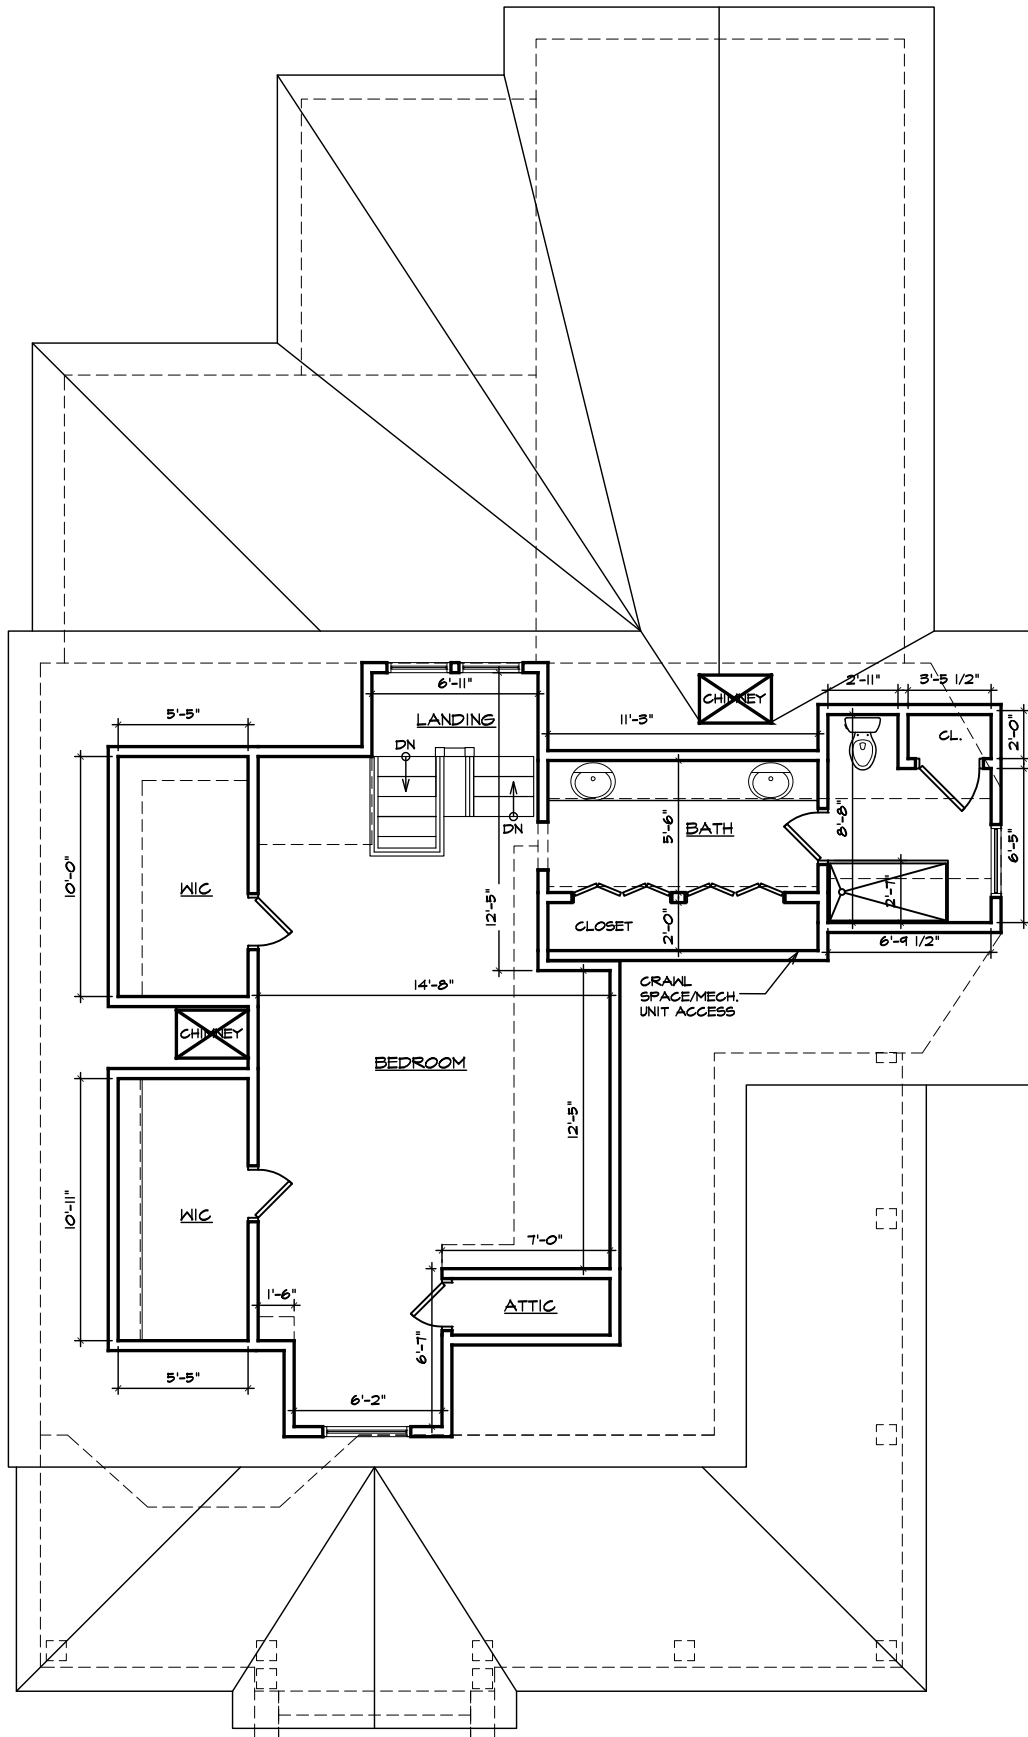 2'-11"
3'-5 1/2"
6'-11"
CHIMNEY
5'-5"
LANDING
11'-3"
CL.
2'-0"
DN
DN
BATH
5'-6"
8'-8"
6'-5"
10'-0"
WIC
12'-5"
2'-7"
CLOSET
2'-0"
6'-9 1/2"
14'-8"
CRAWL
SPACE/MECH.
UNIT ACCESS
CHIMNEY
BEDROOM
12'-5"
10'-11"
WIC
7'-0"
1'-6"
ATTIC
6'-7"
5'-5"
6'-2"